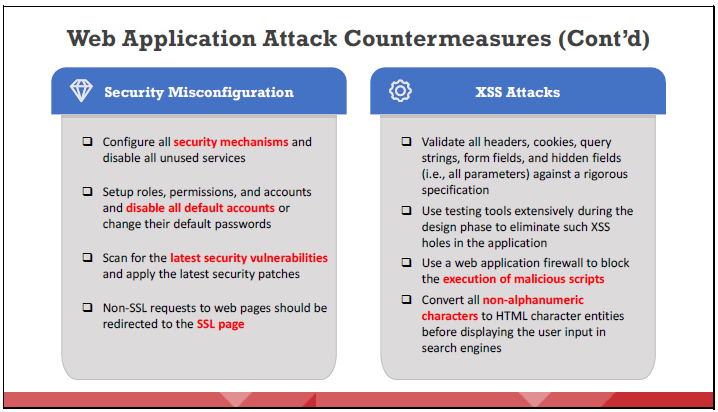 Web Application Attack Countermeasures (Cont’d)
Security Misconfiguration
Configure all security mechanisms and
disable all unused services
Setup roles, permissions, and accounts
and disable all default accounts or
change their default passwords
Scan for the latest security vulnerabilities
and apply the latest security patches
Non-SSL requests to web pages should be
redirected to the SSL page
XSS Attacks
Validate all headers, cookies, query
strings, form fields, and hidden fields
(i.e., all parameters) against a rigorous
specification
Use testing tools extensively during the
design phase to eliminate such XSS
holes in the application
Use a web application firewall to block
the execution of malicious scripts
Convert all non-alphanumeric
characters to HTML character entities
before displaying the user input in
search engines